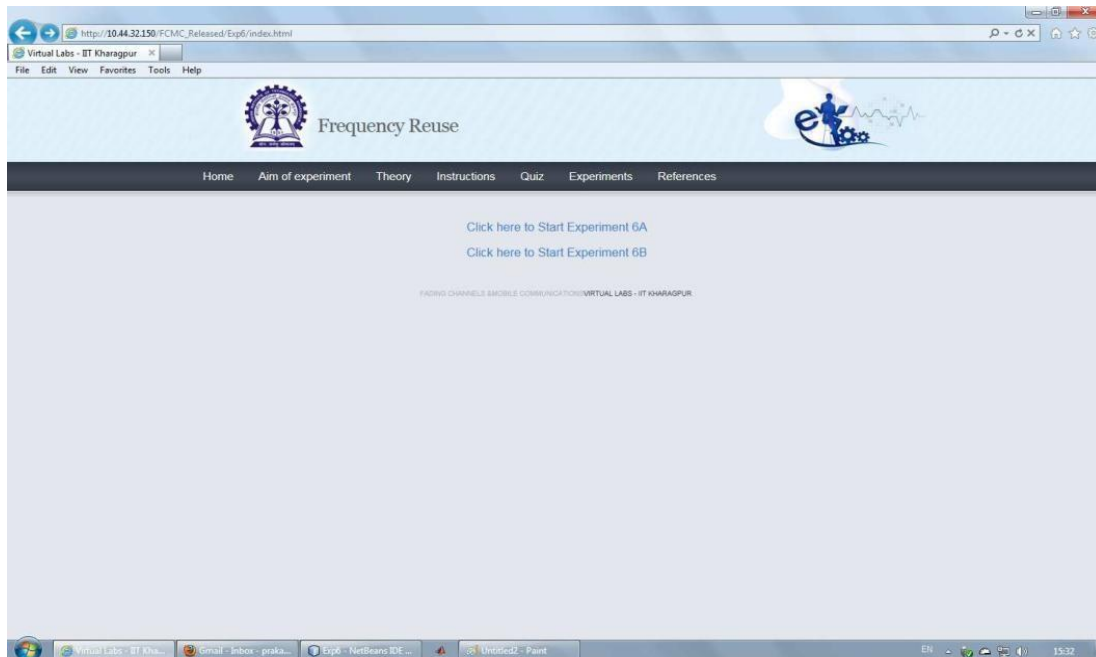 http://10.44.32.150/FCMC_Released/Exp6/index.html
Virtual Labs - IIT Kharagpur
File Edit View Favorites Tools Help
Frequency Reuse
Home Aim of experiment Theory Instructions Quiz Experiments References
Click here to Start Experiment 6A
Click here to Start Experiment 6B
FADING CHANNELS &MOBILE COMMUNICATIONS VIRTUAL LABS - IIT KHARAGPUR
Virtual Labs - IIT Kha... Gmail - Inbox - praka... Exp6 - NetBeans IDE ... Untitled2 - Paint EN 15:32